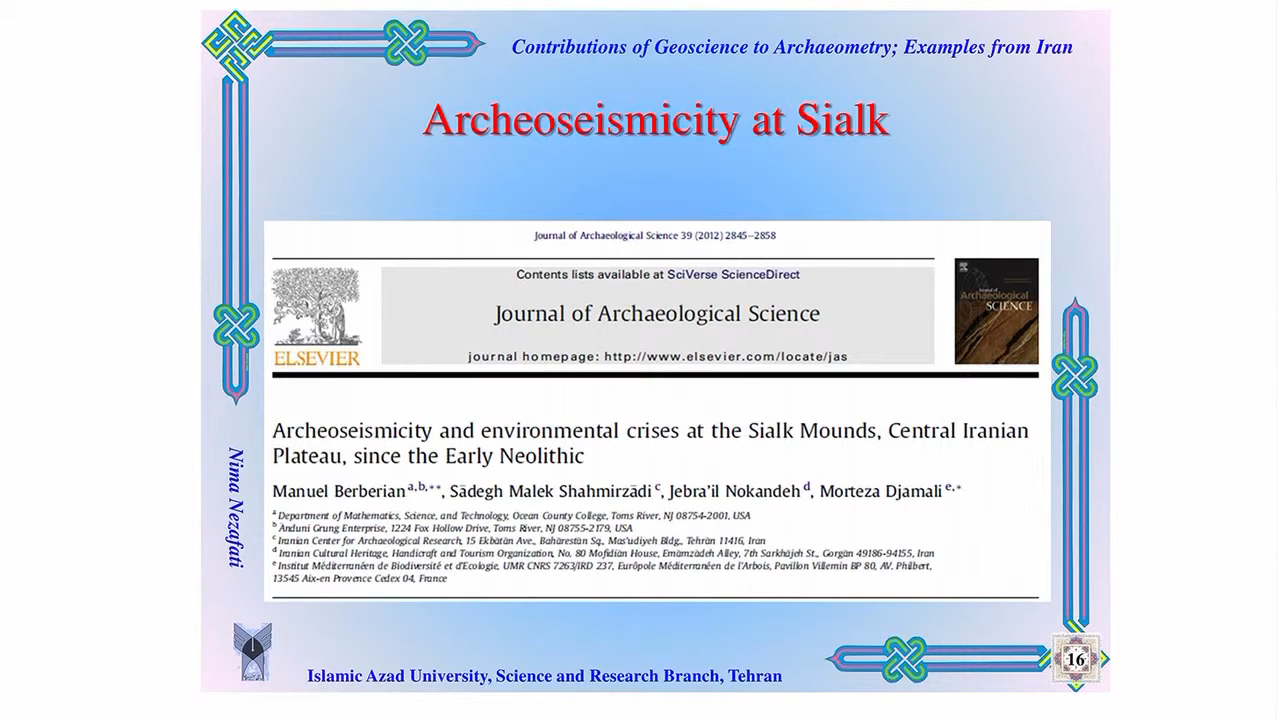 Contributions of Geoscience to Archaeometry; Examples from Iran
Archeoseismicity at Sialk
Journal of Archaeological Science 39 (2012) 2845–2858
Contents lists available at SciVerse ScienceDirect
Journal of Archaeological Science
journal homepage: http://www.elsevier.com/locate/jas
ELSEVIER
Journal of
Archaeological
SCIENCE
Archeoseismicity and environmental crises at the Sialk Mounds, Central Iranian
Plateau, since the Early Neolithic
Manuel Berberian a,b,**, Sādegh Malek Shahmirzādi c, Jebra'il Nokandeh d, Morteza Djamali e,*
a Department of Mathematics, Science, and Technology, Ocean County College, Toms River, NJ 08754-2001, USA
b Ānduni Grung Enterprise, 1224 Fox Hollow Drive, Toms River, NJ 08755-2179, USA
c Iranian Center for Archaeological Research, 15 Ekbātān Ave., Bahārestān Sq., Mas'udiyeh Bldg., Tehrān 11416, Iran
d Iranian Cultural Heritage, Handicraft and Tourism Organization, No. 80 Mofidiān House, Emāmzādeh Alley, 7th Sarkhājeh St., Gorgān 49186-94155, Iran
e Institut Méditerranéen de Biodiversité et d'Ecologie, UMR CNRS 7263/IRD 237, Eurôpole Méditerranéen de l'Arbois, Pavillon Villemin BP 80, AV. Philbert,
13545 Aix-en Provence Cedex 04, France
Nima Nezafati
Islamic Azad University, Science and Research Branch, Tehran
16